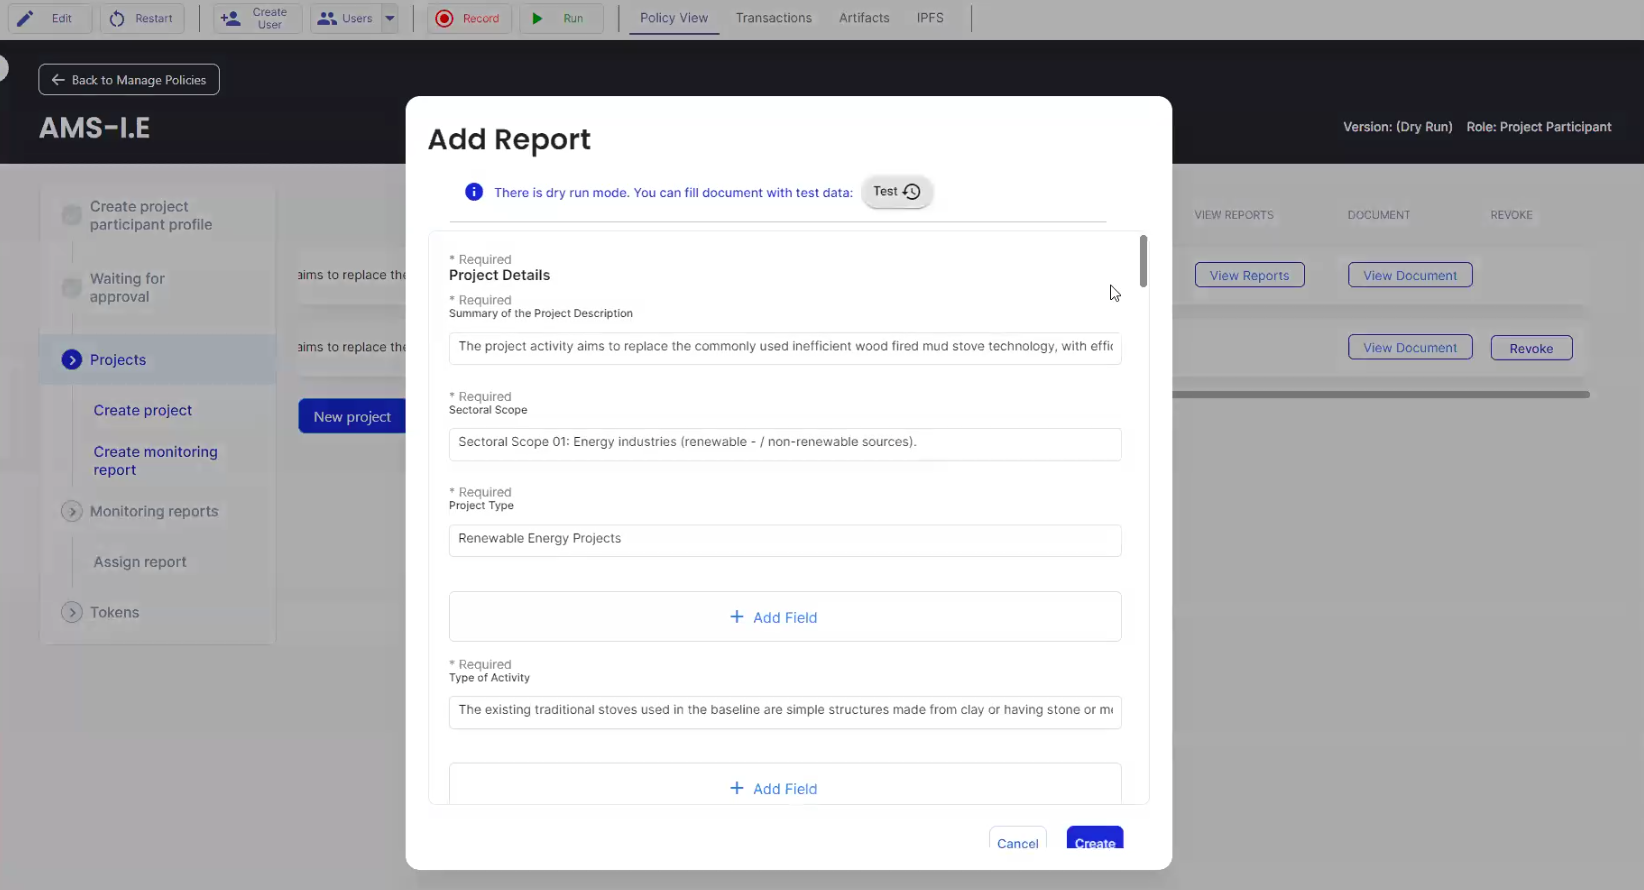 Edit
Restart
Create
User
Users
Record
Run
Policy View
Transactions
Artifacts
IPFS
Back to Manage Policies
AMS-I.E
Version: (Dry Run)
Role: Project Participant
Create project
participant profile
Waiting for
approval
Projects
Create project
Create monitoring
report
Monitoring reports
Assign report
Tokens
aims to replace the
aims to replace the
New project
VIEW REPORTS
DOCUMENT
REVOKE
View Reports
View Document
View Document
Revoke
Add Report
There is dry run mode. You can fill document with test data:
Test
* Required
Project Details
* Required
Summary of the Project Description
The project activity aims to replace the commonly used inefficient wood fired mud stove technology, with effic
* Required
Sectoral Scope
Sectoral Scope 01: Energy industries (renewable - / non-renewable sources).
* Required
Project Type
Renewable Energy Projects
+ Add Field
* Required
Type of Activity
The existing traditional stoves used in the baseline are simple structures made from clay or having stone or me
+ Add Field
Cancel
Create